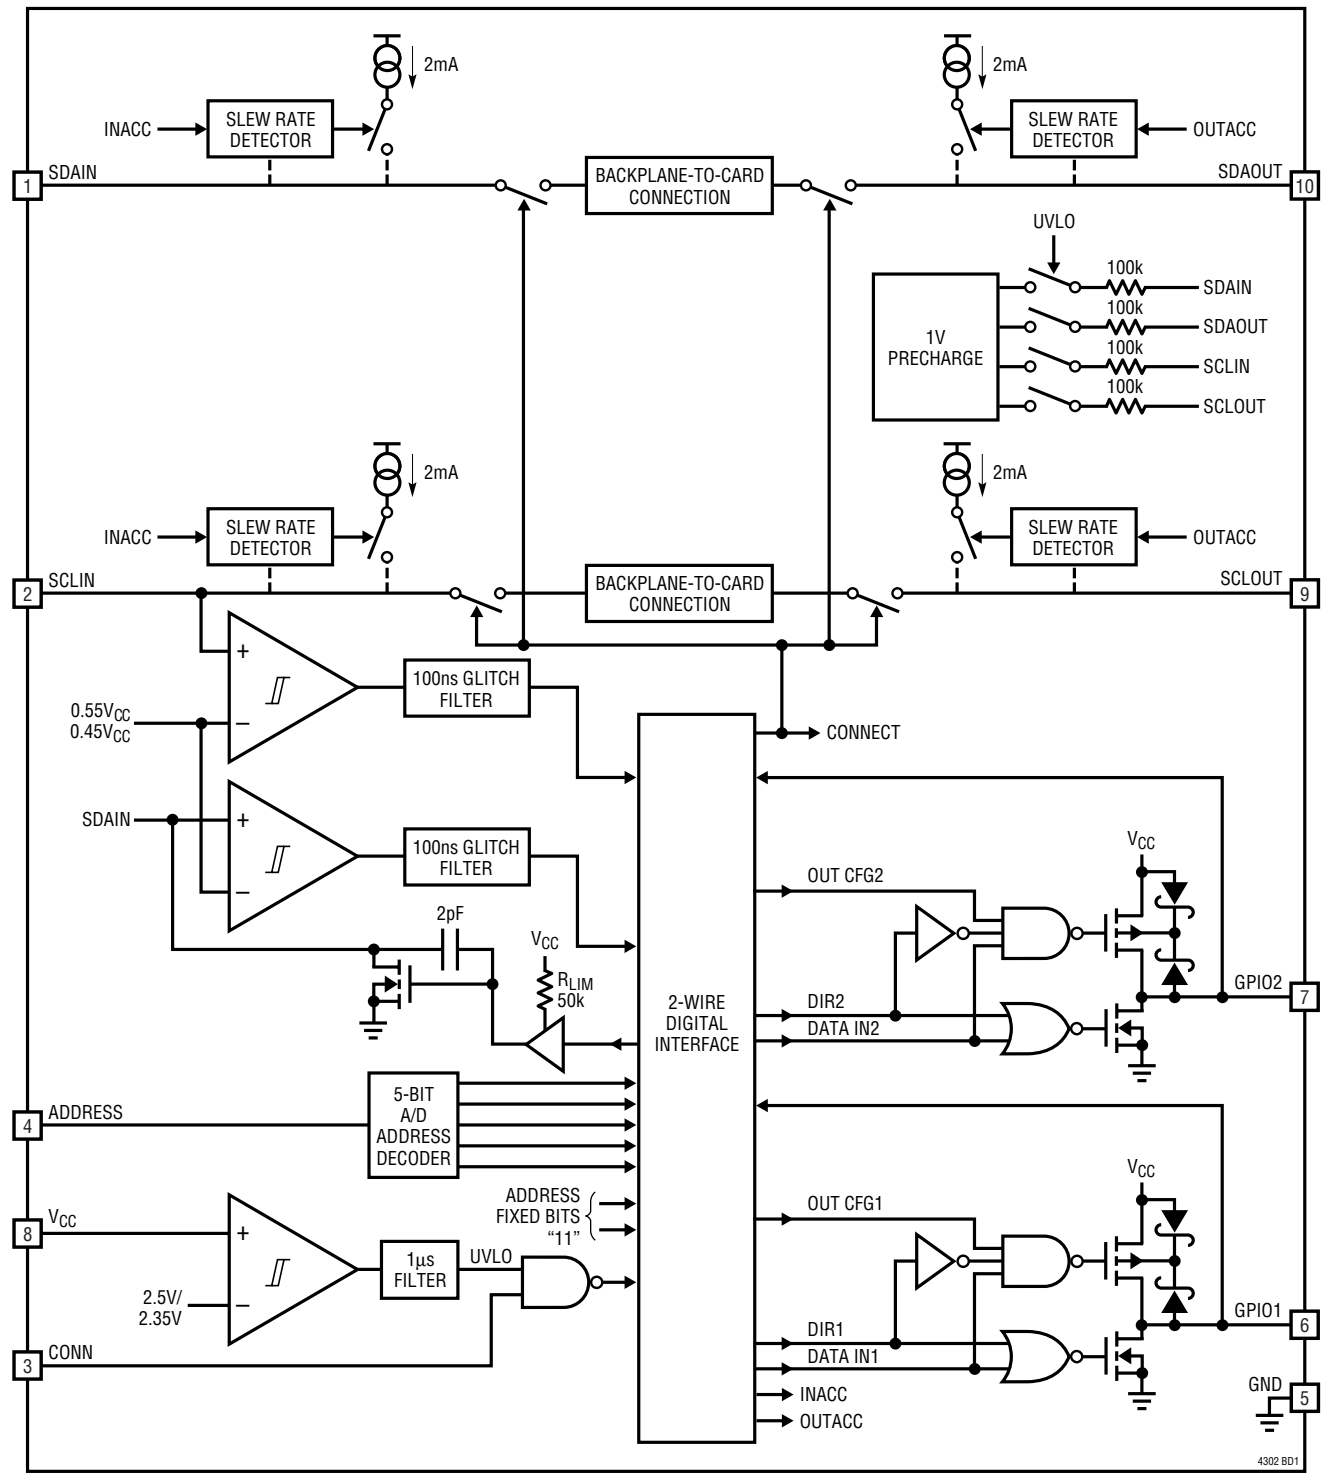 2mA
2mA
INACC
SLEW RATE
DETECTOR
SLEW RATE
DETECTOR
OUTACC
1
SDAIN
BACKPLANE-TO-CARD
CONNECTION
SDAOUT
10
UVLO
1V
PRECHARGE
100k
SDAIN
100k
SDAOUT
100k
SCLIN
100k
SCLOUT
2mA
2mA
INACC
SLEW RATE
DETECTOR
SLEW RATE
DETECTOR
OUTACC
2
SCLIN
BACKPLANE-TO-CARD
CONNECTION
SCLOUT
9
+
–
100ns GLITCH
FILTER
0.55VCC
0.45VCC
CONNECT
SDAIN
+
–
100ns GLITCH
FILTER
2pF
VCC
RLIM
50k
2-WIRE
DIGITAL
INTERFACE
OUT CFG2
VCC
DIR2
DATA IN2
GPIO2
7
4
ADDRESS
5-BIT
A/D
ADDRESS
DECODER
ADDRESS
FIXED BITS
“11”
8
VCC
+
–
2.5V/
2.35V
1µs
FILTER
UVLO
3
CONN
OUT CFG1
VCC
DIR1
DATA IN1
GPIO1
6
INACC
OUTACC
GND
5
4302 BD1